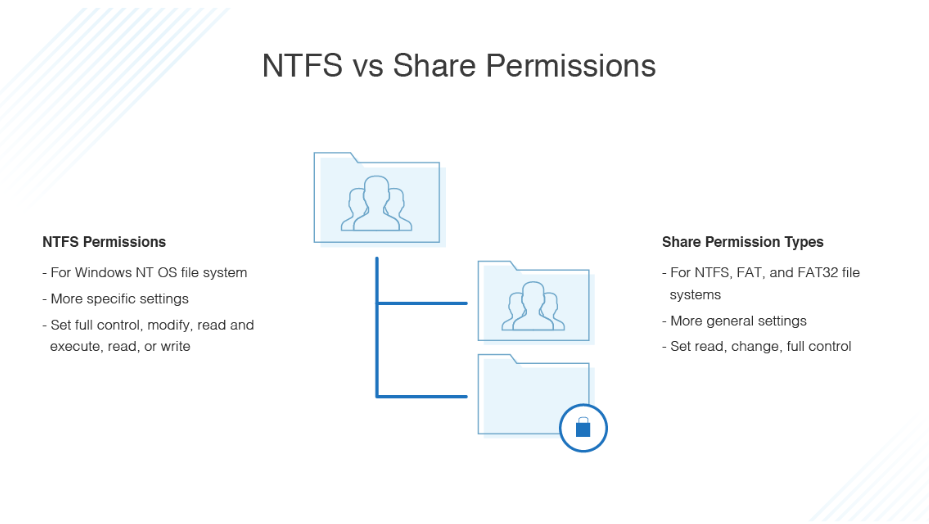 NTFS vs Share Permissions
NTFS Permissions
- For Windows NT OS file system
- More specific settings
- Set full control, modify, read and
execute, read, or write
Share Permission Types
- For NTFS, FAT, and FAT32 file
systems
- More general settings
- Set read, change, full control